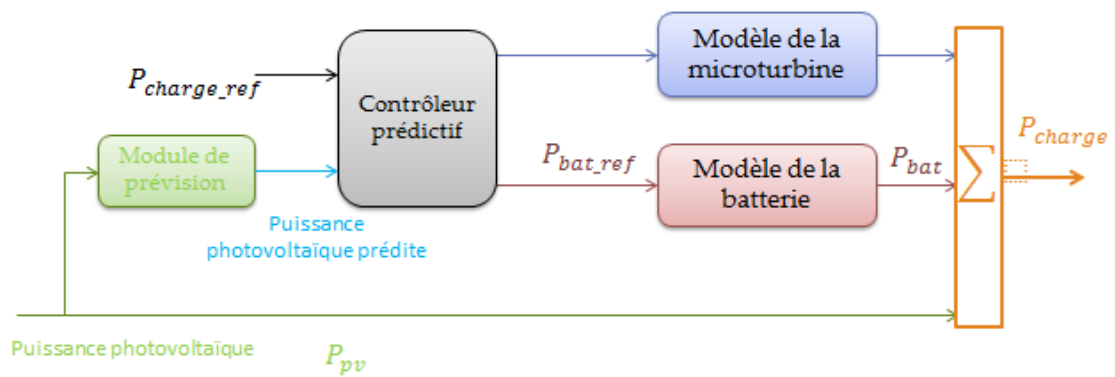 Modèle de la
microturbine
P_charge_ref
Contrôleur
prédictif
P_charge
Module de
prévision
P_bat_ref
Modèle de la
batterie
P_bat
∑
Puissance
photovoltaïque prédite
Puissance photovoltaïque
P_pv